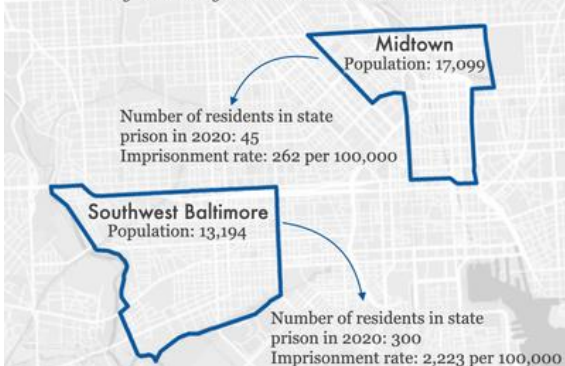 Midtown
Population: 17,099
Number of residents in state
prison in 2020: 45
Imprisonment rate: 262 per 100,000
Southwest Baltimore
Population: 13,194
Number of residents in state
prison in 2020: 300
Imprisonment rate: 2,223 per 100,000